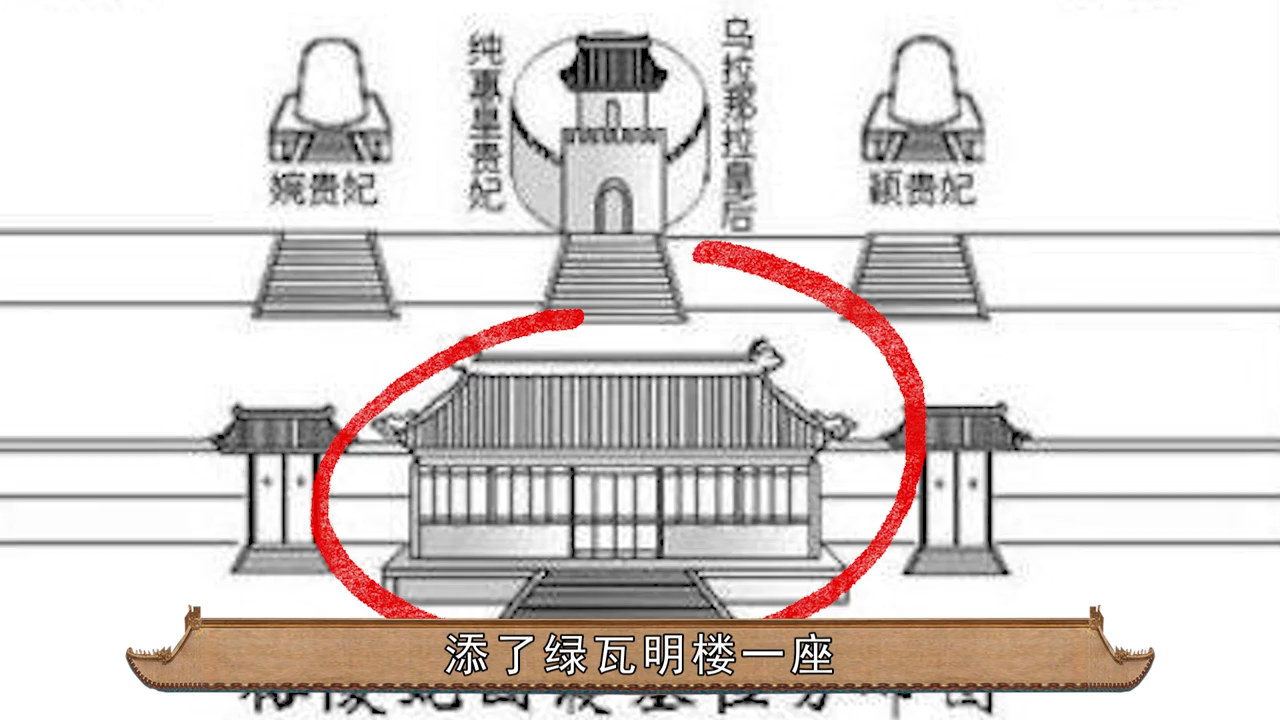 纯惠皇贵妃
乌拉那拉皇后
婉贵妃
颖贵妃
添了绿瓦明楼一座